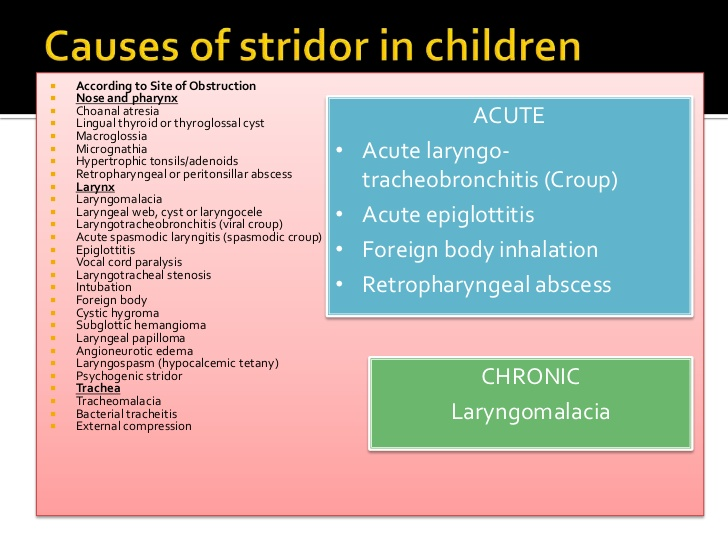 Causes of stridor in children
According to Site of Obstruction
Nose and pharynx
Choanal atresia
Lingual thyroid or thyroglossal cyst
Macroglossia
Micrognathia
Hypertrophic tonsils/adenoids
Retropharyngeal or peritonsillar abscess
Larynx
Laryngomalacia
Laryngeal web, cyst or laryngocele
Laryngotracheobronchitis (viral croup)
Acute spasmodic laryngitis (spasmodic croup)
Epiglottitis
Vocal cord paralysis
Laryngotracheal stenosis
Intubation
Foreign body
Cystic hygroma
Subglottic hemangioma
Laryngeal papilloma
Angioneurotic edema
Laryngospasm (hypocalcemic tetany)
Psychogenic stridor
Trachea
Tracheomalacia
Bacterial tracheitis
External compression
ACUTE
• Acute laryngo-
tracheobronchitis (Croup)
• Acute epiglottitis
• Foreign body inhalation
• Retropharyngeal abscess
CHRONIC
Laryngomalacia